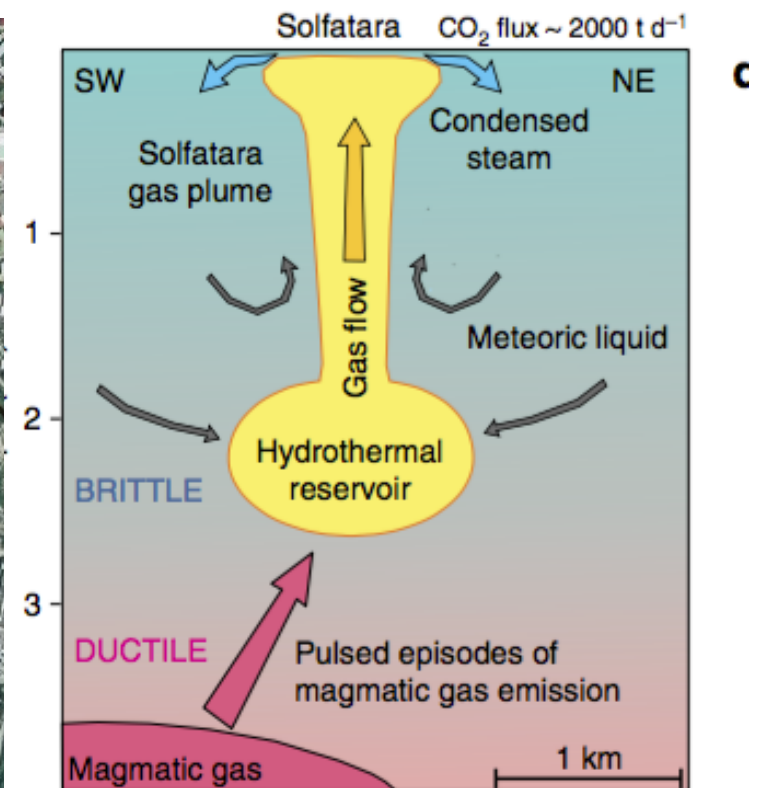 Solfatara CO₂ flux ~ 2000 t d⁻¹
SW
NE
Solfatara
gas plume
Condensed
steam
1
Gas flow
Meteoric liquid
2
Hydrothermal
reservoir
BRITTLE
3
DUCTILE
Pulsed episodes of
magmatic gas emission
1 km
Magmatic gas